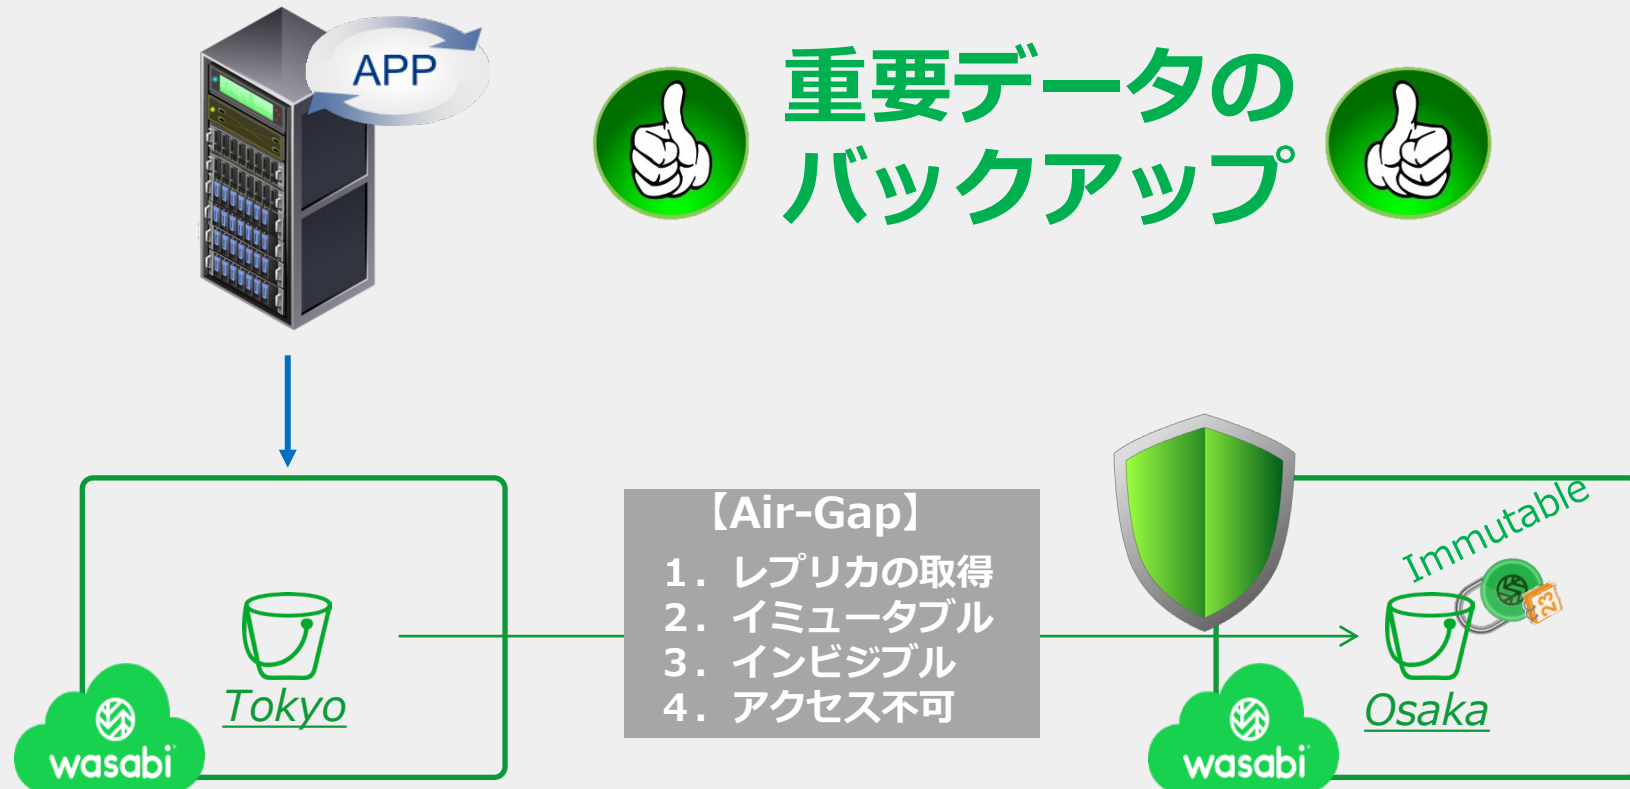 APP
重要データの
バックアップ
【Air-Gap】
１．レプリカの取得
２．イミュータブル
３．インビジブル
４．アクセス不可
Immutable
23
Tokyo
Osaka
wasabi
wasabi